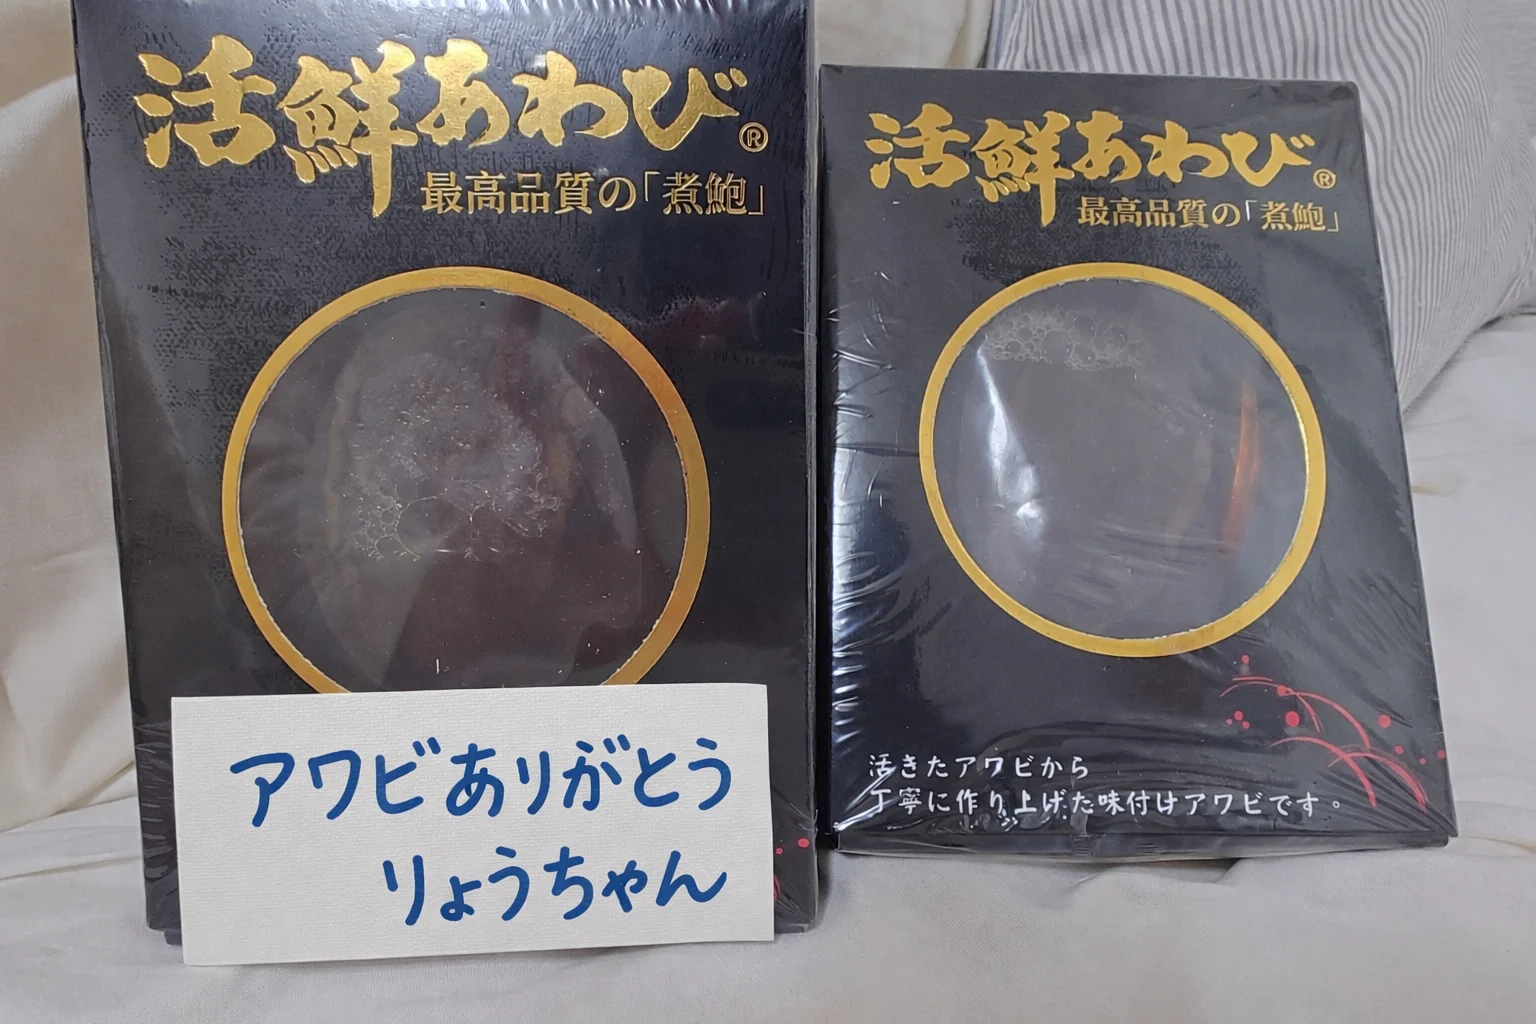 活鮮あわび®
最高品質の「煮鮑」
アワビありがとう
りょうちゃん
活鮮あわび®
最高品質の「煮鮑」
活きたアワビから
丁寧に作り上げた味付けアワビです。